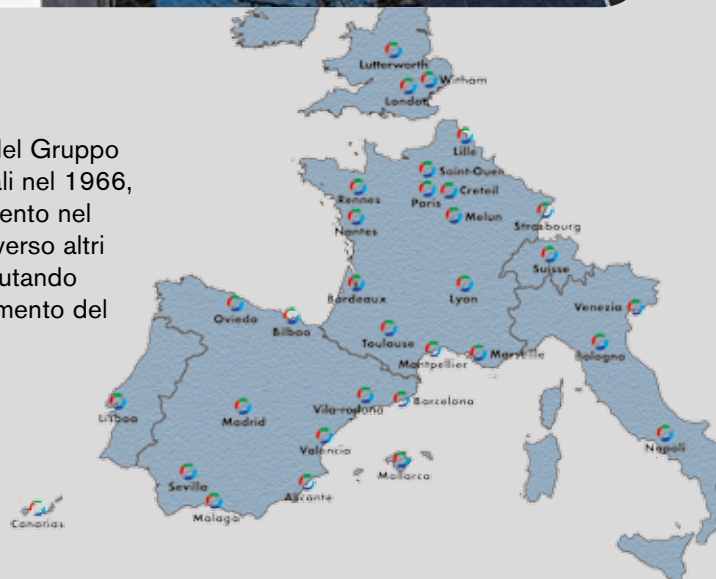 del Gruppo
ali nel 1966,
mento nel
verso altri
utando
mento del
Lutterworth
Witham
London
Lille
Saint-Ouen
Rennes
Paris
Creteil
Melun
Nantes
Strasbourg
Suisse
Bordeaux
Lyon
Venezia
Oviedo
Bilbao
Toulouse
Bologna
Montpellier
Marseille
Lisboa
Madrid
Vila-rodona
Barcelona
Valencia
Napoli
Mallorca
Sevilla
Alicante
Malaga
Canarias